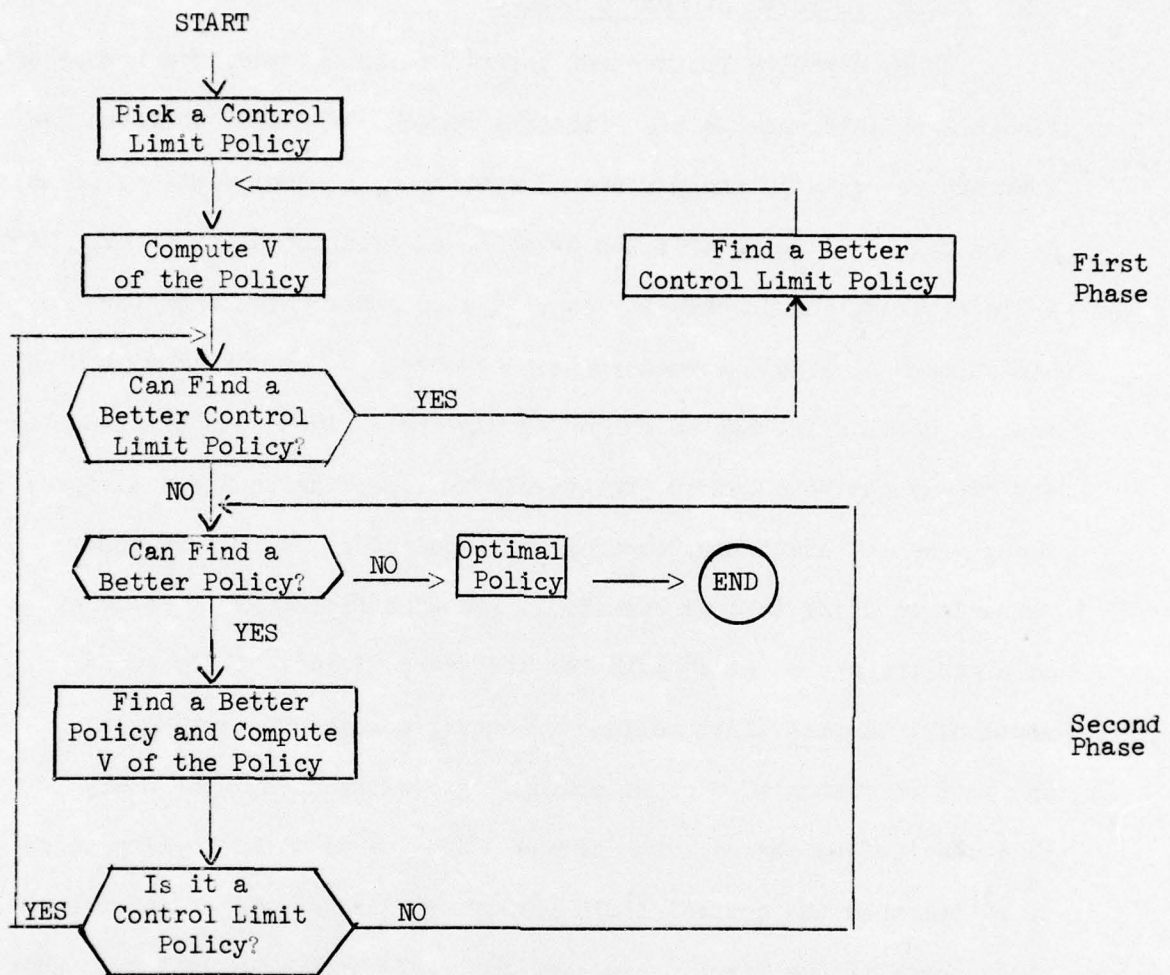 START
Pick a Control
Limit Policy
Compute V
of the Policy
Find a Better
Control Limit Policy
First
Phase
Can Find a
Better Control
Limit Policy?
YES
NO
Can Find a
Better Policy?
NO
Optimal
Policy
END
YES
Find a Better
Policy and Compute
V of the Policy
Second
Phase
Is it a
Control Limit
Policy?
YES
NO